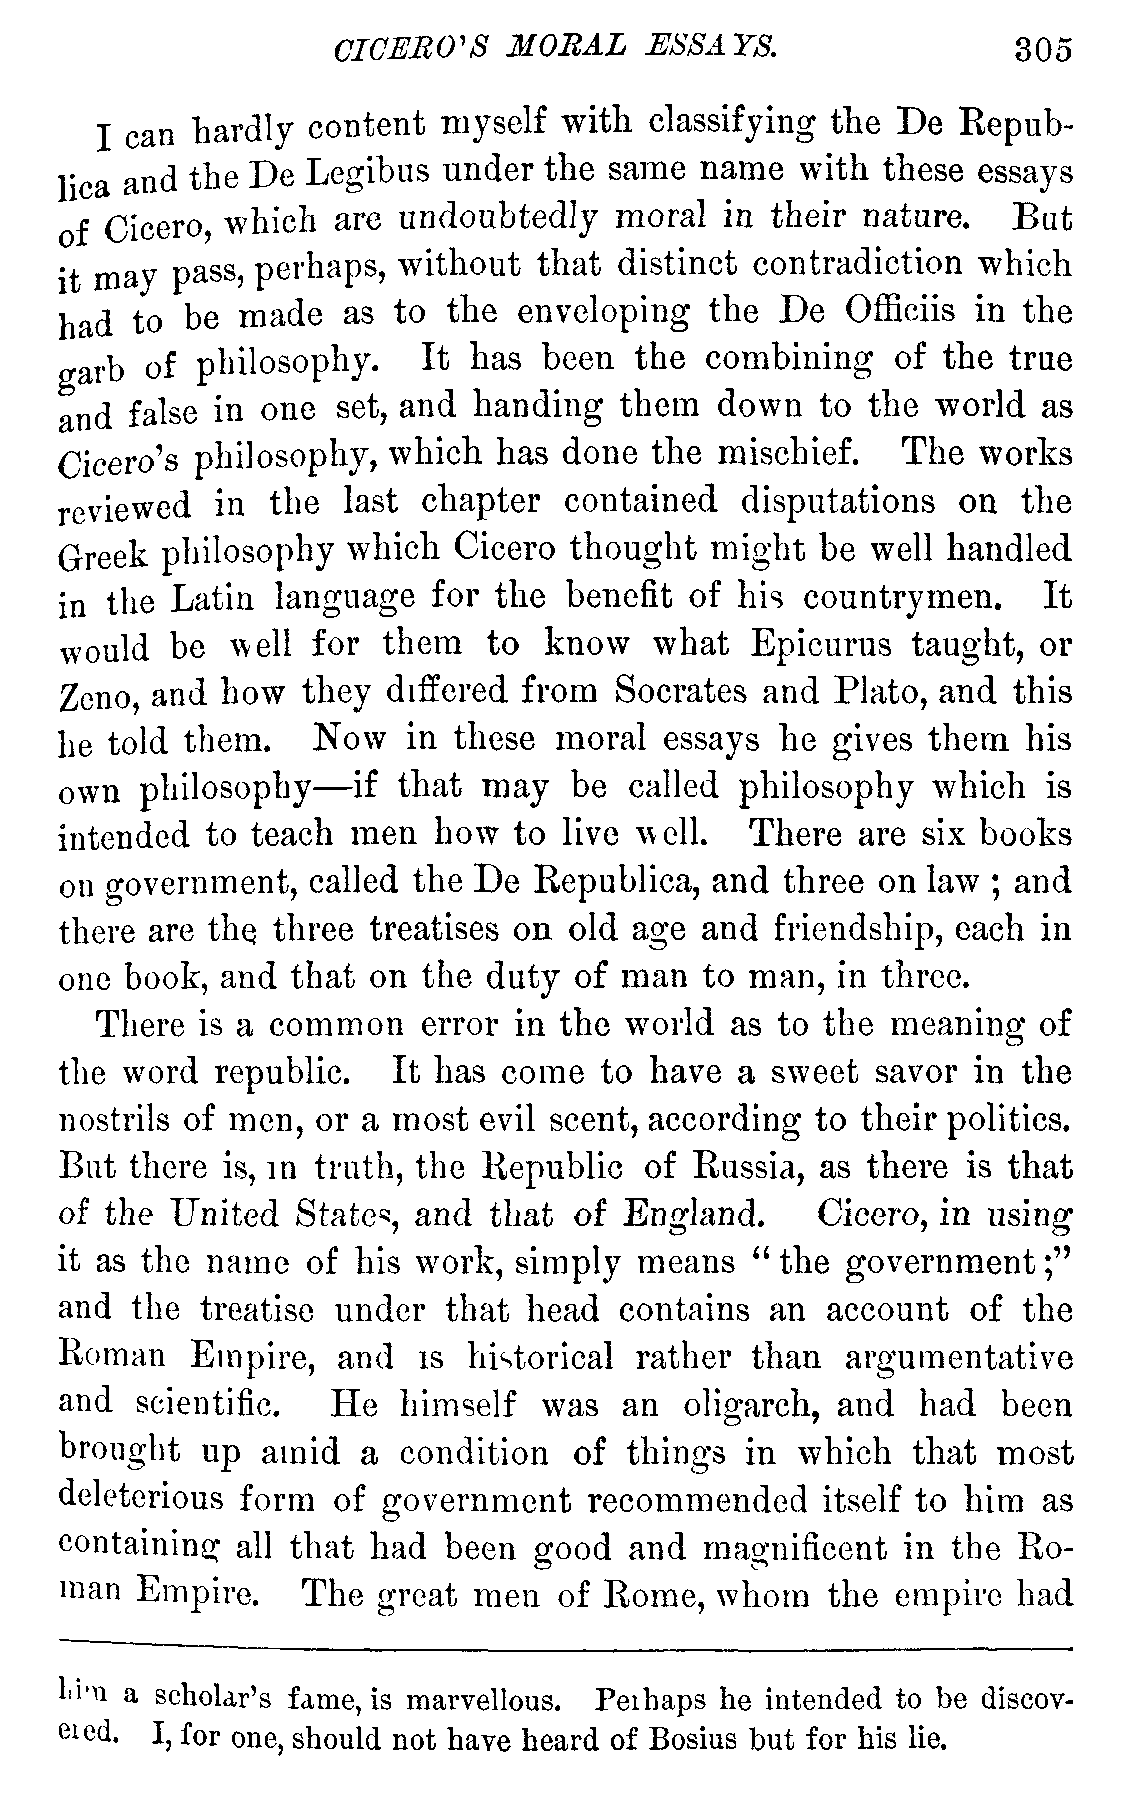 CICERO'S MORAL ESSAYS. 305
I can hardly content myself with classifying the De Repub-
lica and the De Legibus under the same name with these essays
of Cicero, which are undoubtedly moral in their nature. But
it may pass, perhaps, without that distinct contradiction which
had to be made as to the enveloping the De Officiis in the
garb of philosophy. It has been the combining of the true
and false in one set, and handing them down to the world as
Cicero's philosophy, which has done the mischief. The works
reviewed in the last chapter contained disputations on the
Greek philosophy which Cicero thought might be well handled
in the Latin language for the benefit of his countrymen. It
would be well for them to know what Epicurus taught, or
Zeno, and how they differed from Socrates and Plato, and this
he told them. Now in these moral essays he gives them his
own philosophy—if that may be called philosophy which is
intended to teach men how to live well. There are six books
on government, called the De Republica, and three on law ; and
there are the three treatises on old age and friendship, each in
one book, and that on the duty of man to man, in three.
There is a common error in the world as to the meaning of
the word republic. It has come to have a sweet savor in the
nostrils of men, or a most evil scent, according to their politics.
But there is, in truth, the Republic of Russia, as there is that
of the United States, and that of England. Cicero, in using
it as the name of his work, simply means "the government;"
and the treatise under that head contains an account of the
Roman Empire, and is historical rather than argumentative
and scientific. He himself was an oligarch, and had been
brought up amid a condition of things in which that most
deleterious form of government recommended itself to him as
containing all that had been good and magnificent in the Ro-
man Empire. The great men of Rome, whom the empire had
him a scholar's fame, is marvellous. Perhaps he intended to be discov-
ered. I, for one, should not have heard of Bosius but for his lie.